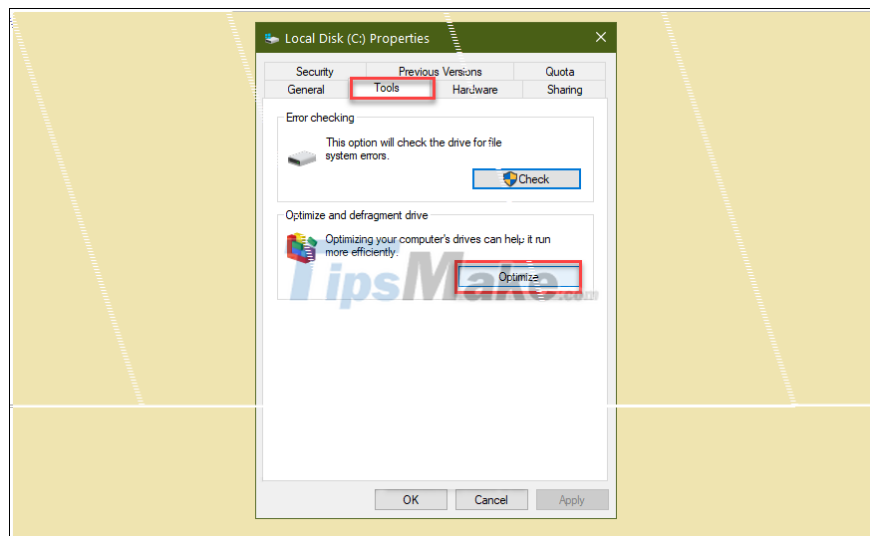 Local Disk (C:) Properties
Security Previous Versions Quota
General Tools Hardware Sharing
Error checking
This option will check the drive for file
system errors.
Check
Optimize and defragment drive
Optimizing your computer's drives can help it run
more efficiently.
Optimize
TipsMake.com
OK Cancel Apply